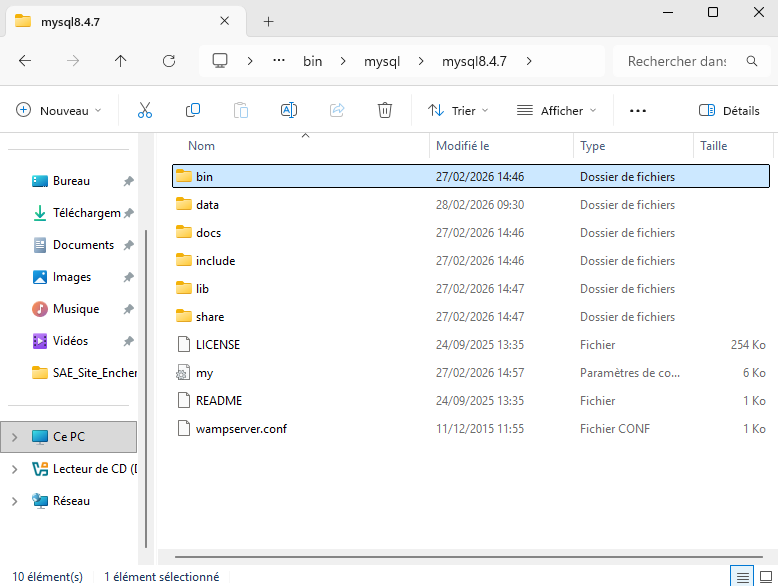 mysql8.4.7
... bin mysql mysql8.4.7 Rechercher dans
Nouveau Trier Afficher ... Détails
Nom Modifié le Type Taille
bin 27/02/2026 14:46 Dossier de fichiers
data 28/02/2026 09:30 Dossier de fichiers
docs 27/02/2026 14:46 Dossier de fichiers
include 27/02/2026 14:46 Dossier de fichiers
lib 27/02/2026 14:47 Dossier de fichiers
share 27/02/2026 14:47 Dossier de fichiers
LICENSE 24/09/2025 13:35 Fichier 254 Ko
my 27/02/2026 14:57 Paramètres de co... 6 Ko
README 24/09/2025 13:35 Fichier 1 Ko
wampserver.conf 11/12/2015 11:55 Fichier CONF 1 Ko
Bureau
Téléchargem
Documents
Images
Musique
Vidéos
SAE_Site_Encher
Ce PC
Lecteur de CD (D
Réseau
10 élément(s) 1 élément sélectionné